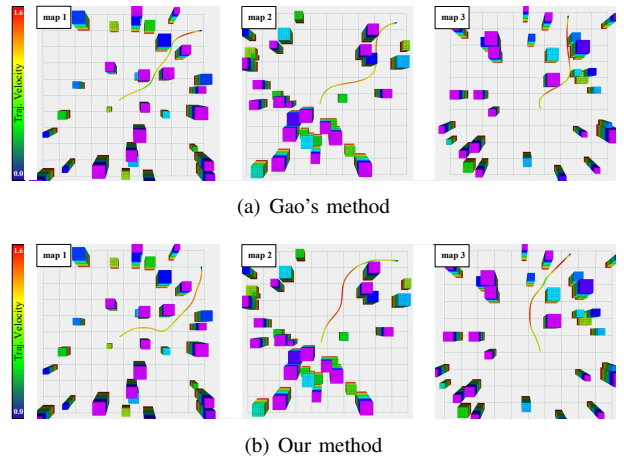 1.6
Traj. Velocity
0.0
map 1
map 2
map 3
(a) Gao's method
1.6
Traj. Velocity
0.0
map 1
map 2
map 3
(b) Our method